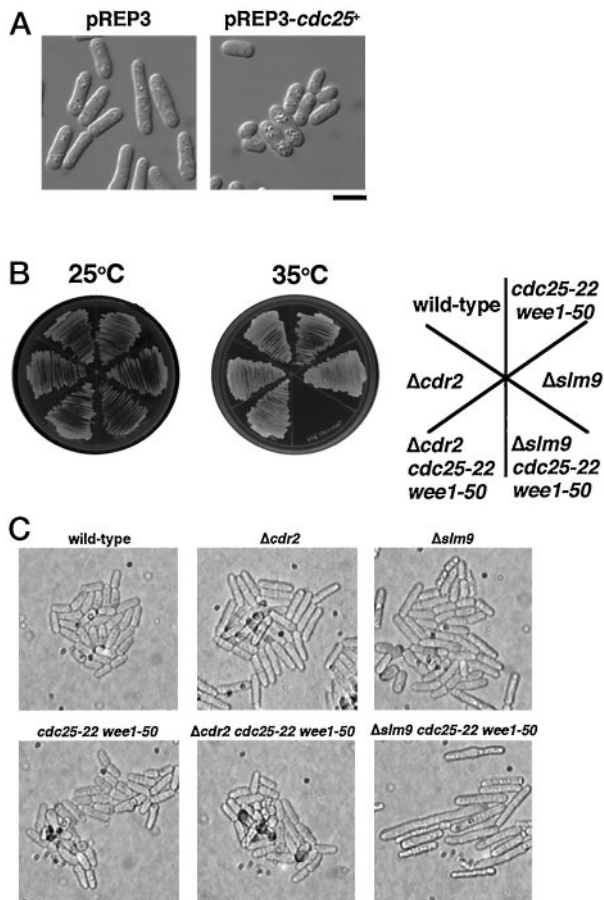 A
pREP3
pREP3-cdc25⁺
B
25°C
35°C
wild-type
cdc25-22
wee1-50
Δcdr2
Δslm9
Δcdr2
cdc25-22
wee1-50
Δslm9
cdc25-22
wee1-50
C
wild-type
Δcdr2
Δslm9
cdc25-22 wee1-50
Δcdr2 cdc25-22 wee1-50
Δslm9 cdc25-22 wee1-50